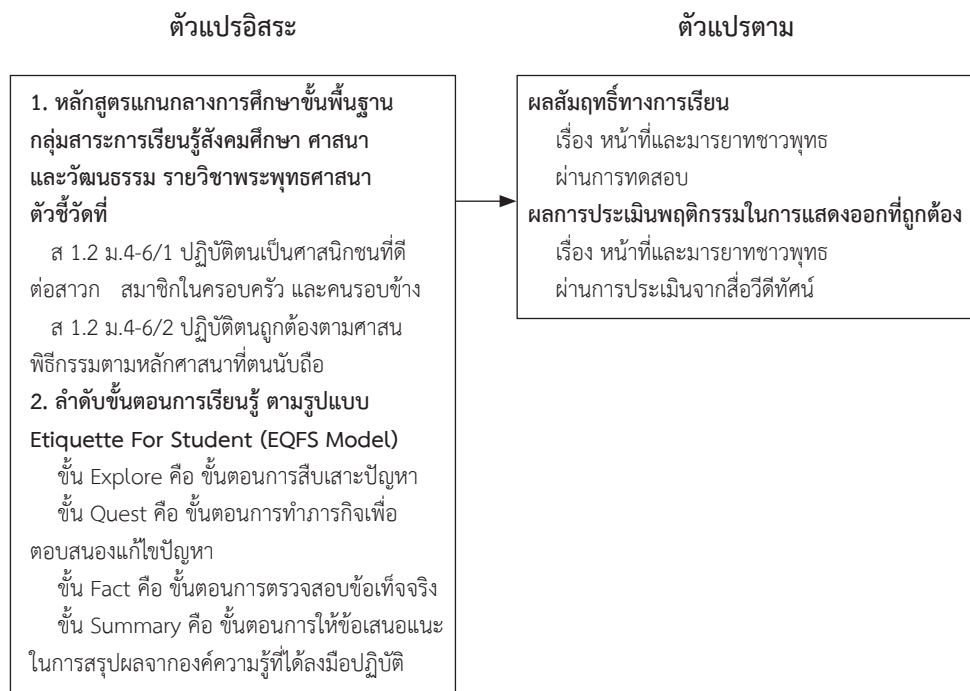 ตัวแปรอิสระ
1. หลักสูตรแกนกลางการศึกษาขั้นพื้นฐาน
กลุ่มสาระการเรียนรู้สังคมศึกษา ศาสนา
และวัฒนธรรม รายวิชาพระพุทธศาสนา
ตัวชี้วัดที่
ส 1.2 ม.4-6/1 ปฏิบัติตนเป็นศาสนิกชนที่ดี
ต่อสาวก สมาชิกในครอบครัว และคนรอบข้าง
ส 1.2 ม.4-6/2 ปฏิบัติตนถูกต้องตามศาสน
พิธีกรรมตามหลักศาสนาที่ตนนับถือ
2. ลำดับขั้นตอนการเรียนรู้ ตามรูปแบบ
Etiquette For Student (EQFS Model)
ขั้น Explore คือ ขั้นตอนการสืบเสาะปัญหา
ขั้น Quest คือ ขั้นตอนการทำภารกิจเพื่อ
ตอบสนองแก้ไขปัญหา
ขั้น Fact คือ ขั้นตอนการตรวจสอบข้อเท็จจริง
ขั้น Summary คือ ขั้นตอนการให้ข้อเสนอแนะ
ในการสรุปผลจากองค์ความรู้ที่ได้ลงมือปฏิบัติ
ตัวแปรตาม
ผลสัมฤทธิ์ทางการเรียน
เรื่อง หน้าที่และมารยาทชาวพุทธ
ผ่านการทดสอบ
ผลการประเมินพฤติกรรมในการแสดงออกที่ถูกต้อง
เรื่อง หน้าที่และมารยาทชาวพุทธ
ผ่านการประเมินจากสื่อวีดีทัศน์